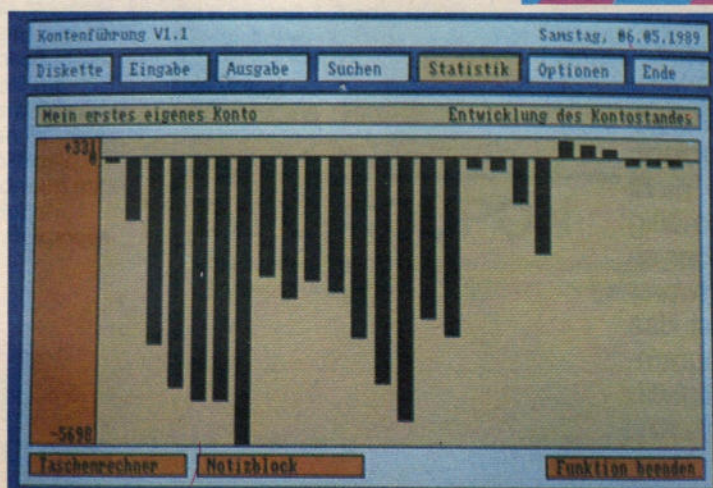 Kontenführung V1.1 Samstag, 06.05.1989
Diskette Eingabe Ausgabe Suchen Statistik Optionen Ende
Mein erstes eigenes Konto Entwicklung des Kontostandes
+331
0
-5698
Taschenrechner Notizblock Funktion beenden